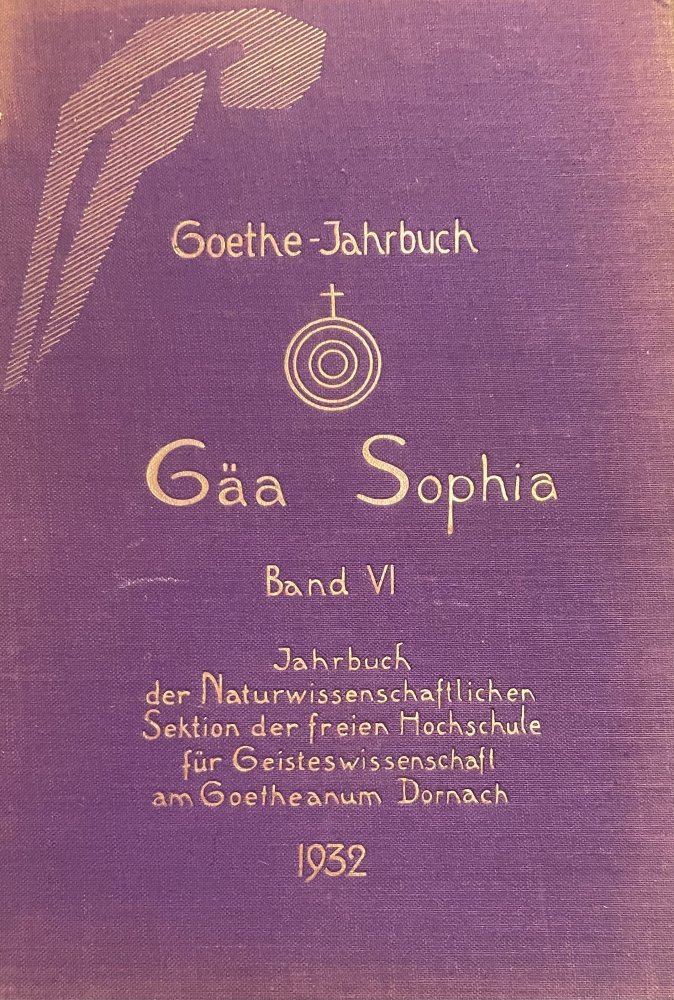 Goethe-Jahrbuch
Gäa Sophia
Band VI
Jahrbuch
der Naturwissenschaftlichen
Sektion der freien Hochschule
für Geisteswissenschaft
am Goetheanum Dornach
1932